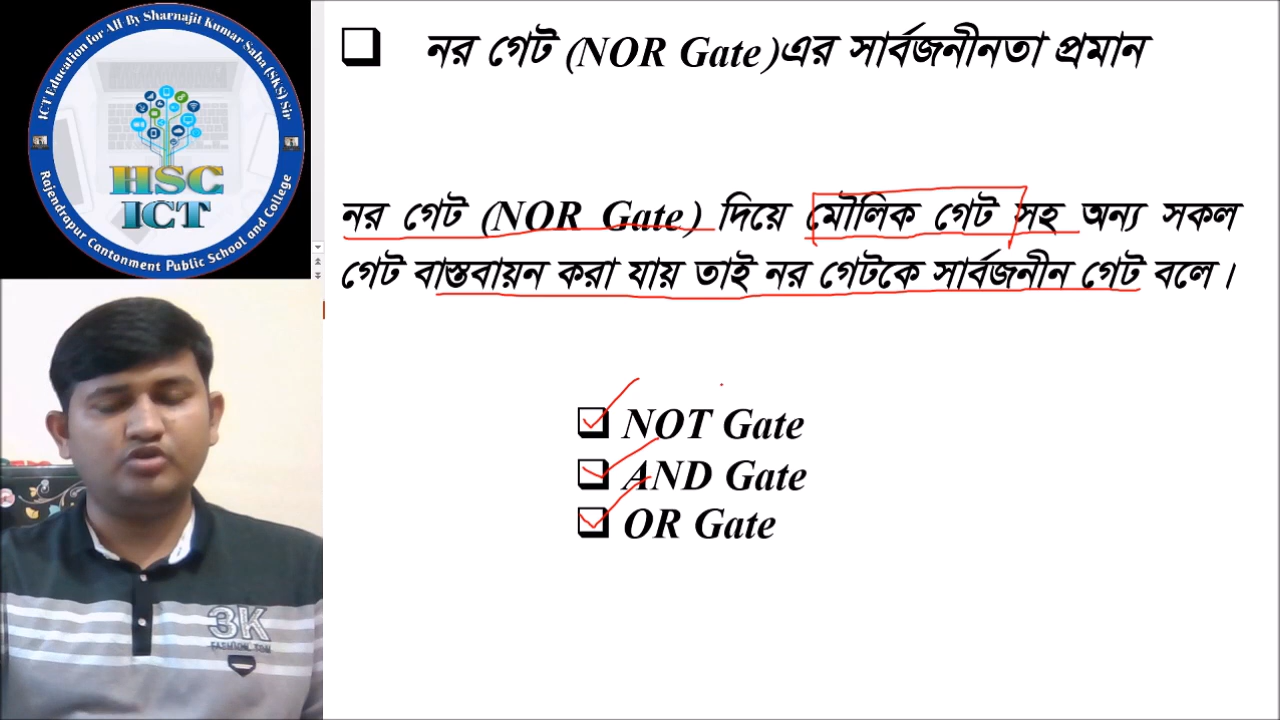 ICT Education for All-By Sharnajit Kumar Saha (SKS) Sir
HSC
ICT
Rajendrapur Cantonment Public School and College
নর গেট (NOR Gate)এর সার্বজনীনতা প্রমান
নর গেট (NOR Gate) দিয়ে মৌলিক গেট সহ অন্য সকল
গেট বাস্তবায়ন করা যায় তাই নর গেটকে সার্বজনীন গেট বলে।
NOT Gate
AND Gate
OR Gate
3K
FASHION TON